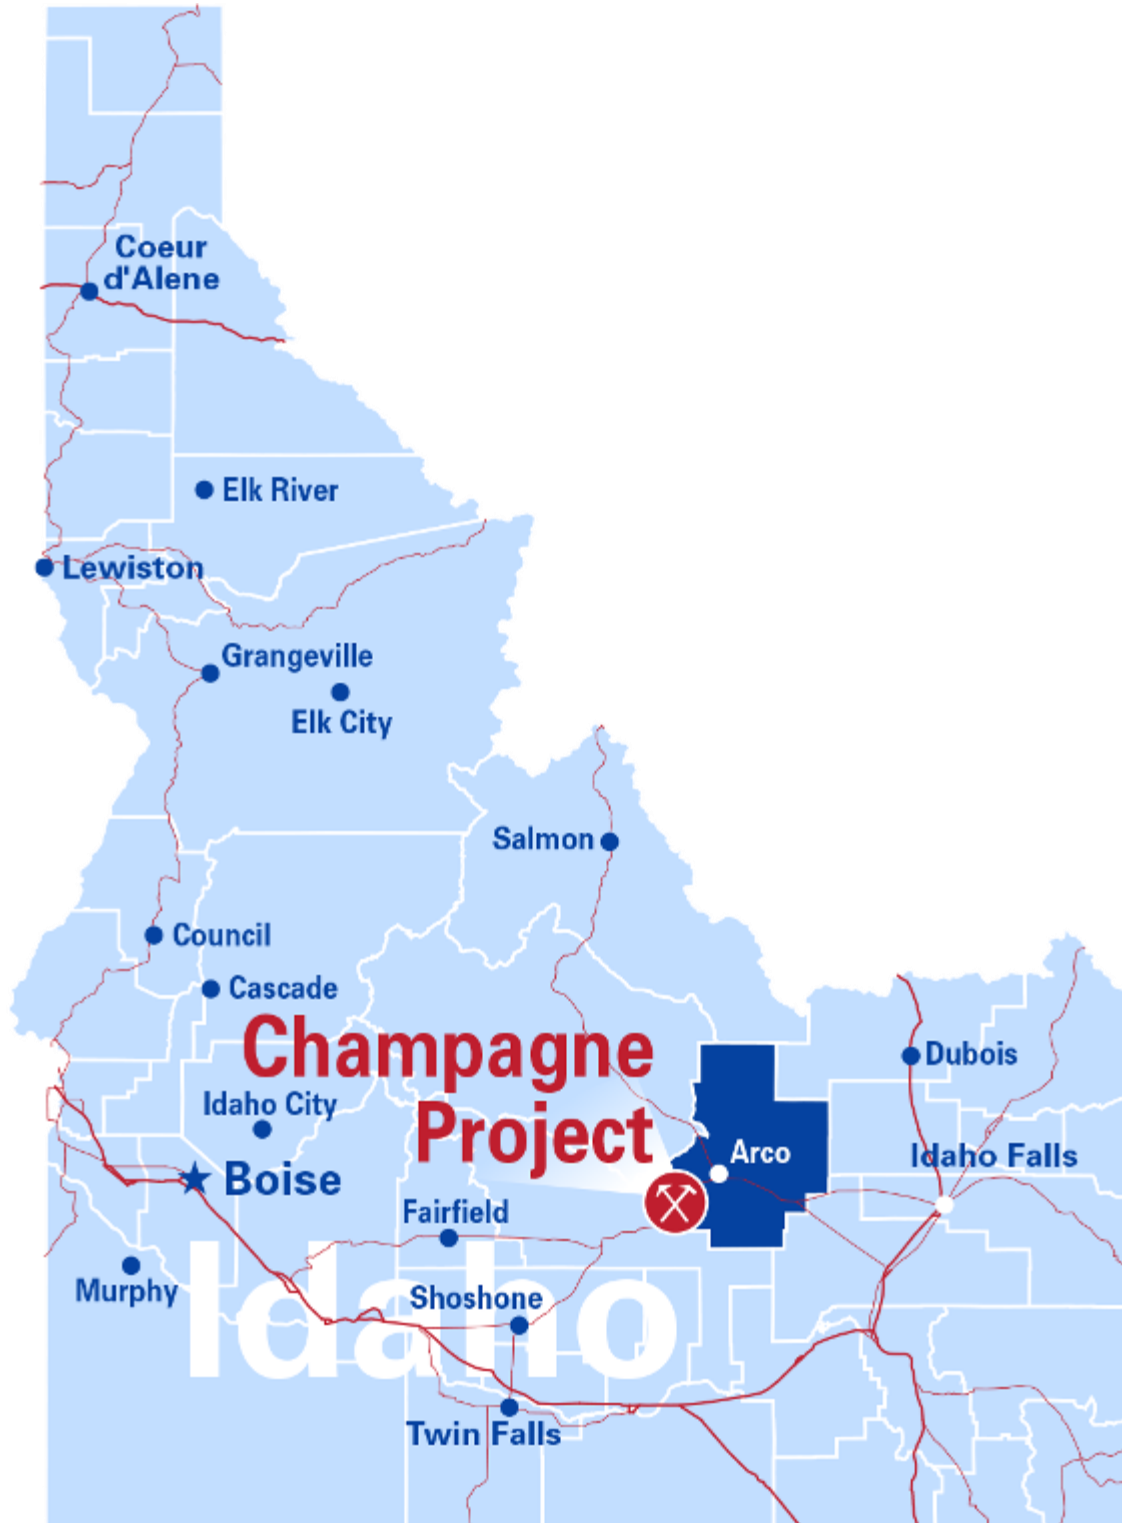 Coeur
d'Alene
Elk River
Lewiston
Grangeville
Elk City
Salmon
Council
Cascade
Champagne
Project
Dubois
Idaho City
Arco
Idaho Falls
Boise
Fairfield
Idaho
Murphy
Shoshone
Twin Falls